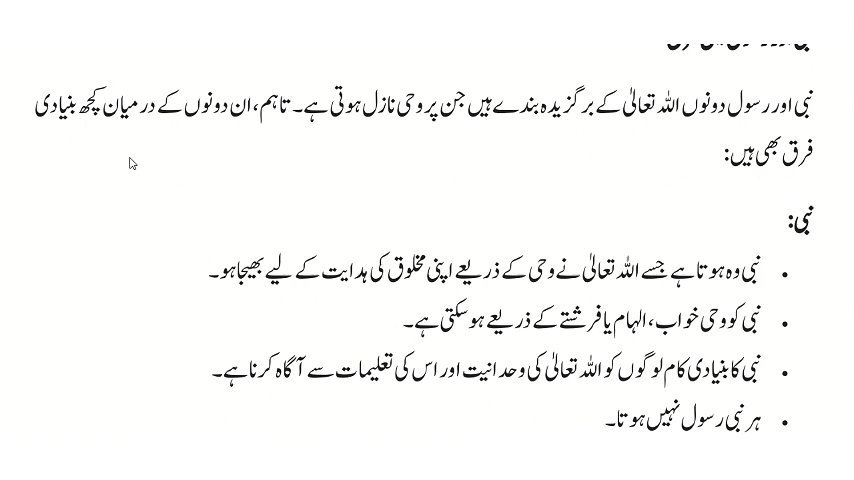 نبی اور رسول دونوں اللہ تعالیٰ کے برگزیدہ بندے ہیں جن پر وحی نازل ہوتی ہے۔ تاہم، ان دونوں کے درمیان کچھ بنیادی
فرق بھی ہیں:
نبی:
• نبی وہ ہوتا ہے جسے اللہ تعالیٰ نے وحی کے ذریعے اپنی مخلوق کی ہدایت کے لیے بھیجا ہو۔
• نبی کو وحی خواب، الہام یا فرشتے کے ذریعے ہو سکتی ہے۔
• نبی کا بنیادی کام لوگوں کو اللہ تعالیٰ کی وحدانیت اور اس کی تعلیمات سے آگاہ کرنا ہے۔
• ہر نبی رسول نہیں ہوتا۔